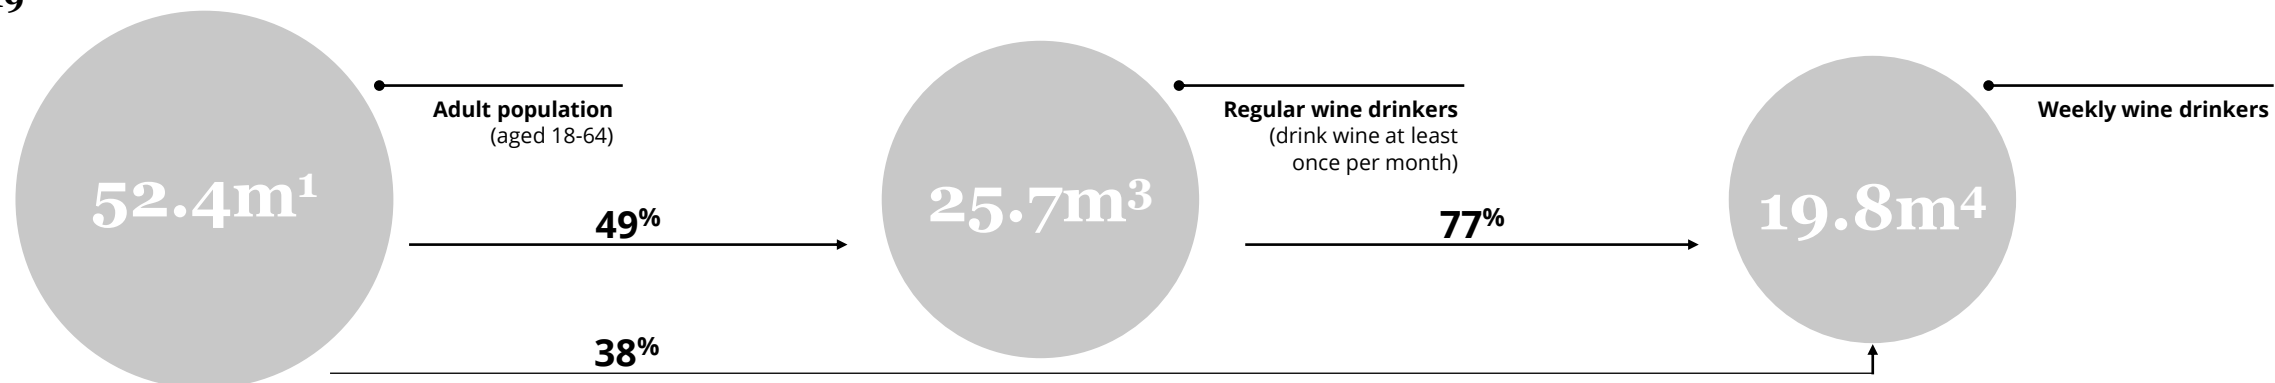 Adult population
(aged 18-64)
52.4m¹
49%
38%
Regular wine drinkers
(drink wine at least
once per month)
25.7m³
77%
Weekly wine drinkers
19.8m⁴